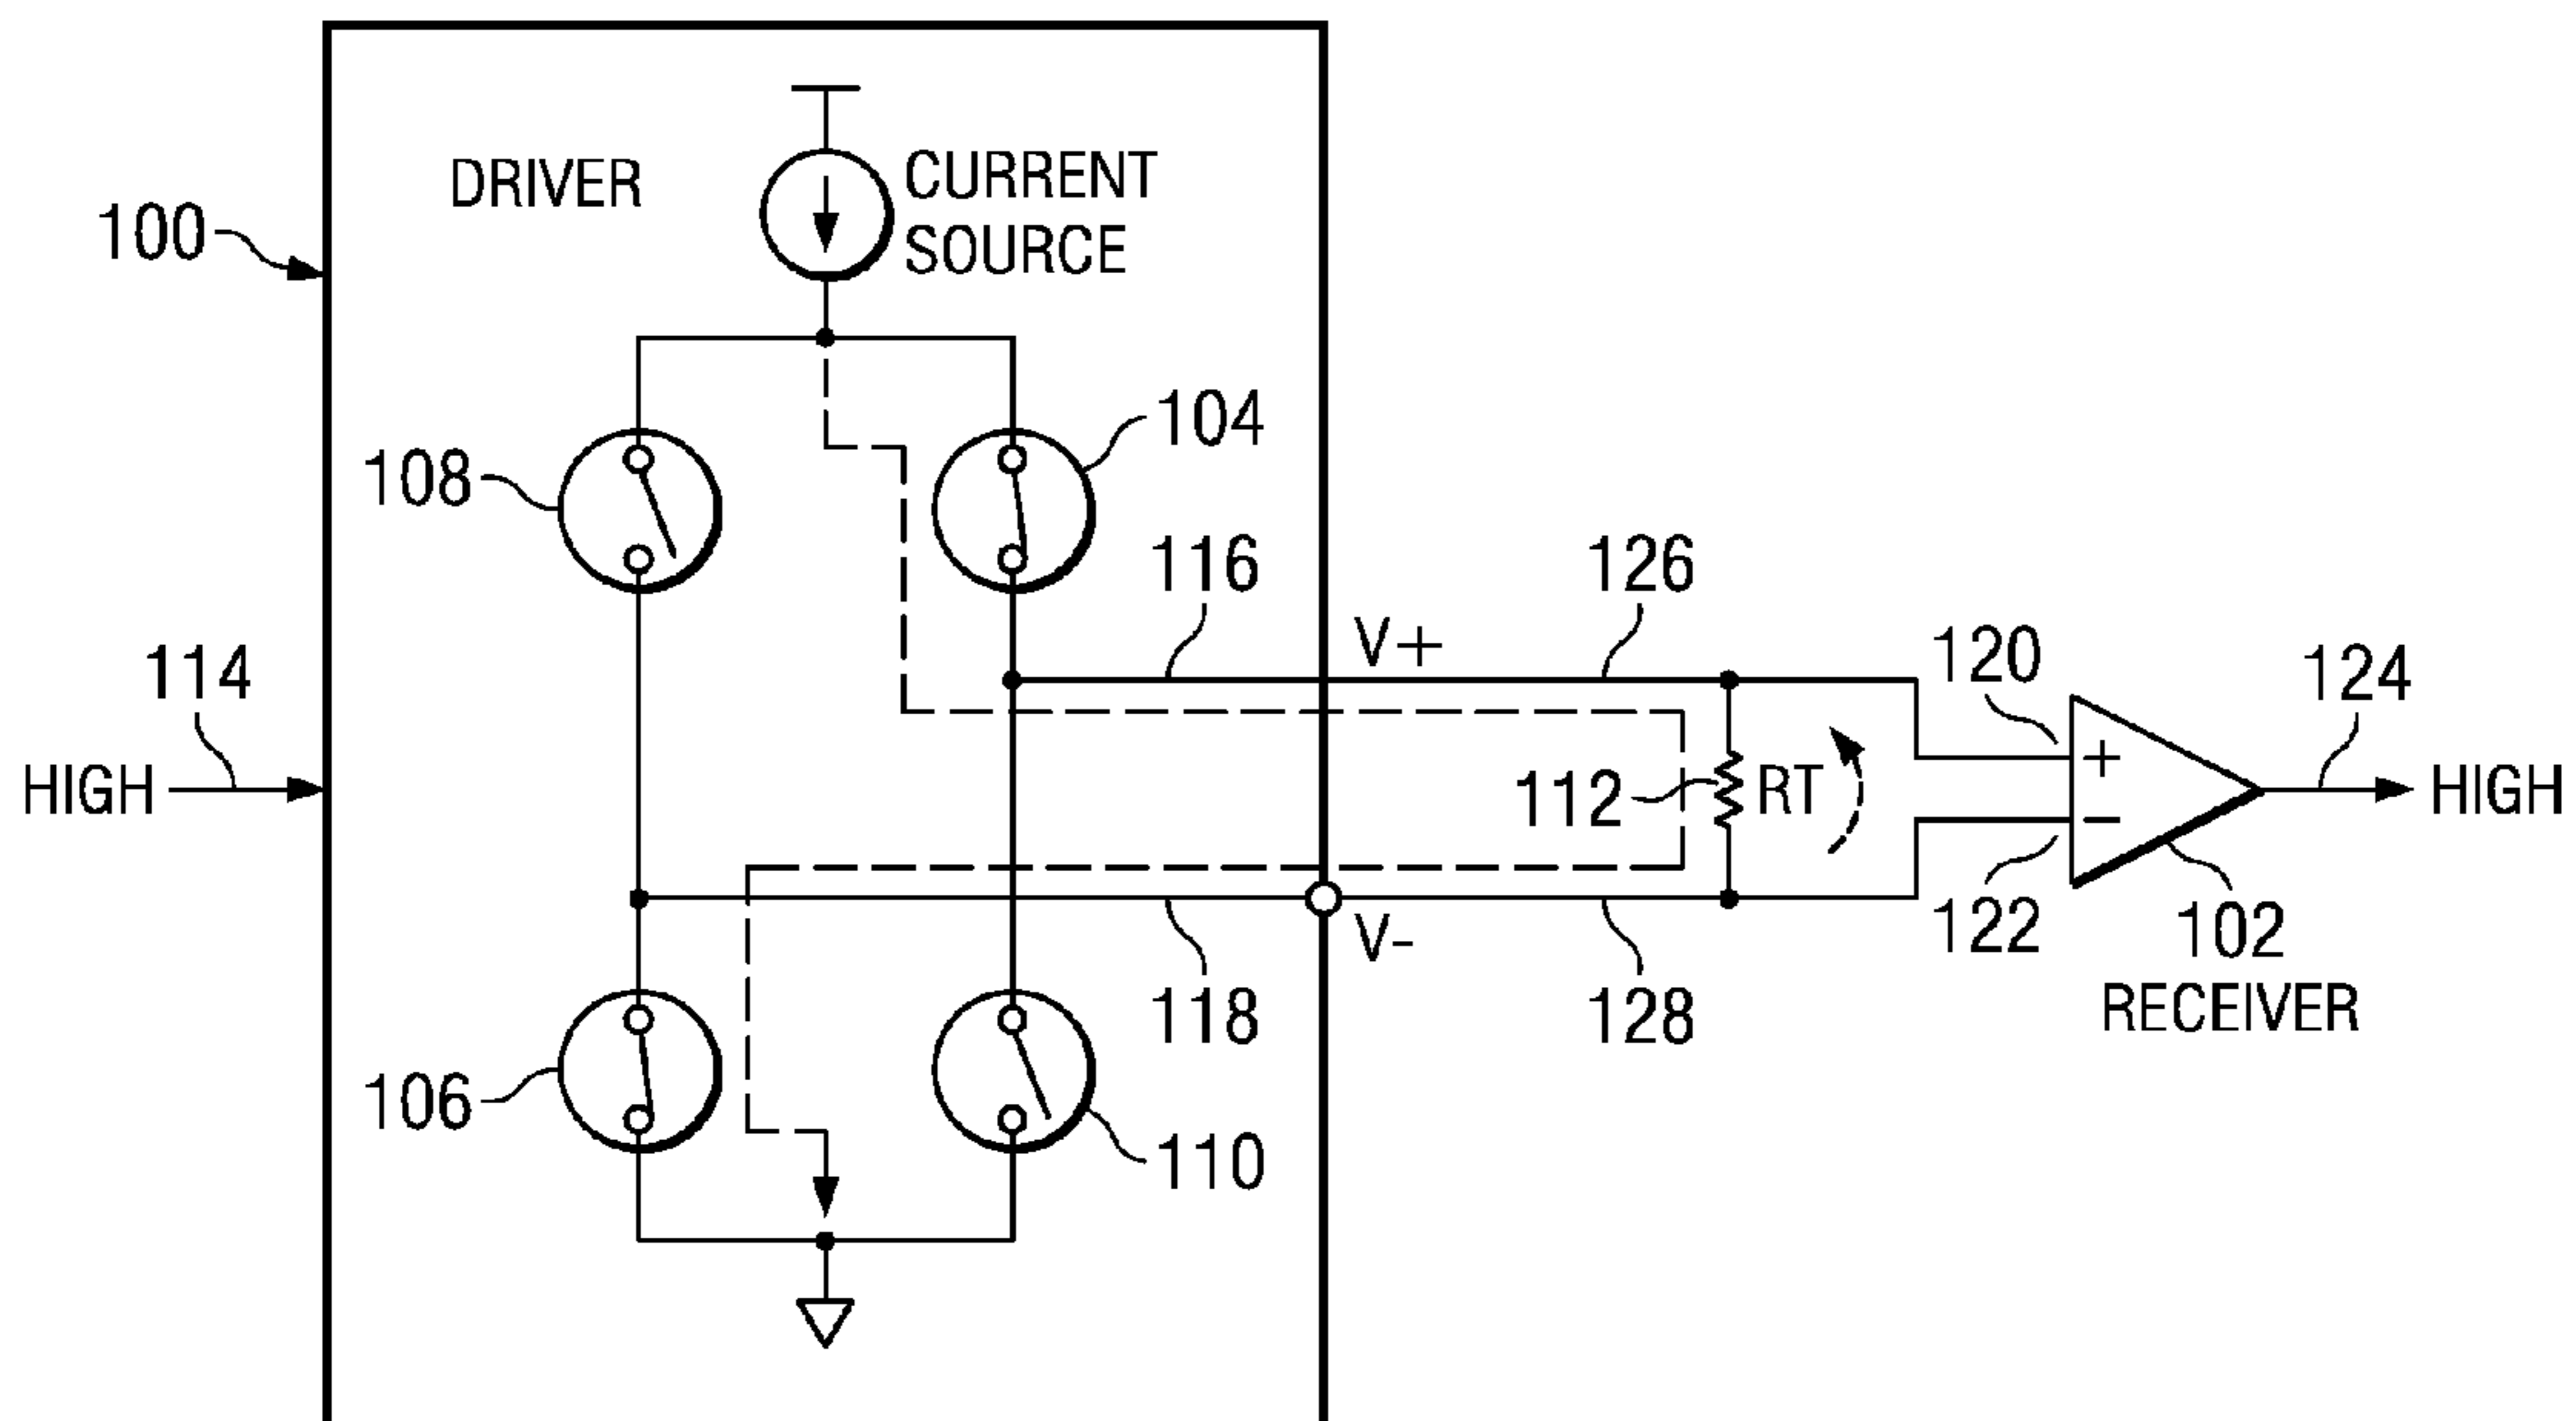 DRIVER
CURRENT
SOURCE
100
104
108
116
126
V+
120
114
124
HIGH
112
RT
+
−
HIGH
122
102
RECEIVER
V-
118
128
106
110